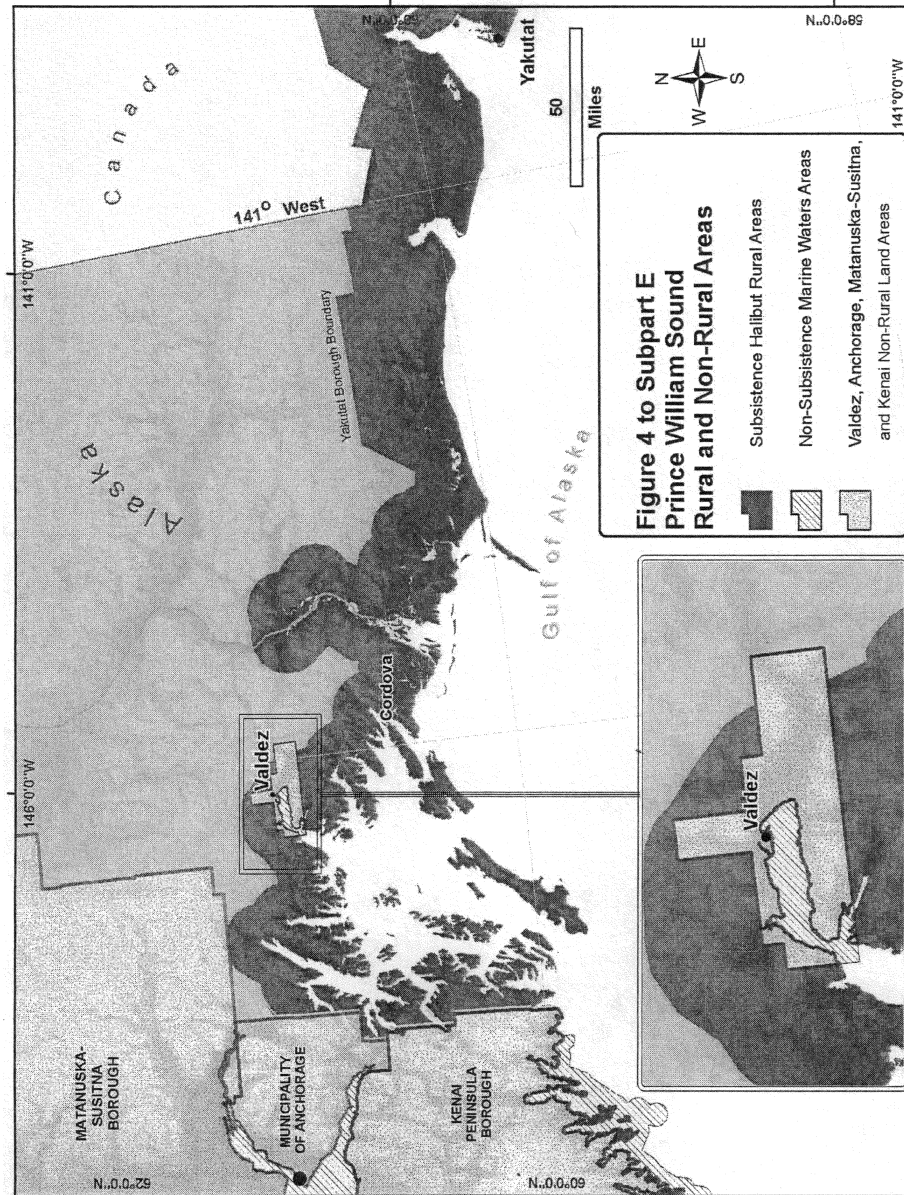 Figure 4 to Subpart E
Prince William Sound
Rural and Non-Rural Areas
Subsistence Halibut Rural Areas
Non-Subsistence Marine Waters Areas
Valdez, Anchorage, Matanuska-Susitna,
and Kenai Non-Rural Land Areas
146°0'0"W
141°0'0"W
Canada
Alaska
141° West
Yakutat Borough Boundary
MATANUSKA-
SUSITNA
BOROUGH
62°0'0"N
MUNICIPALITY
OF ANCHORAGE
KENAI
PENINSULA
BOROUGH
60°0'0"N
Valdez
Cordova
Gulf of Alaska
60°0'0"N
Yakutat
50
Miles
N
W
E
S
58°0'0"N
141°0'0"W
Valdez